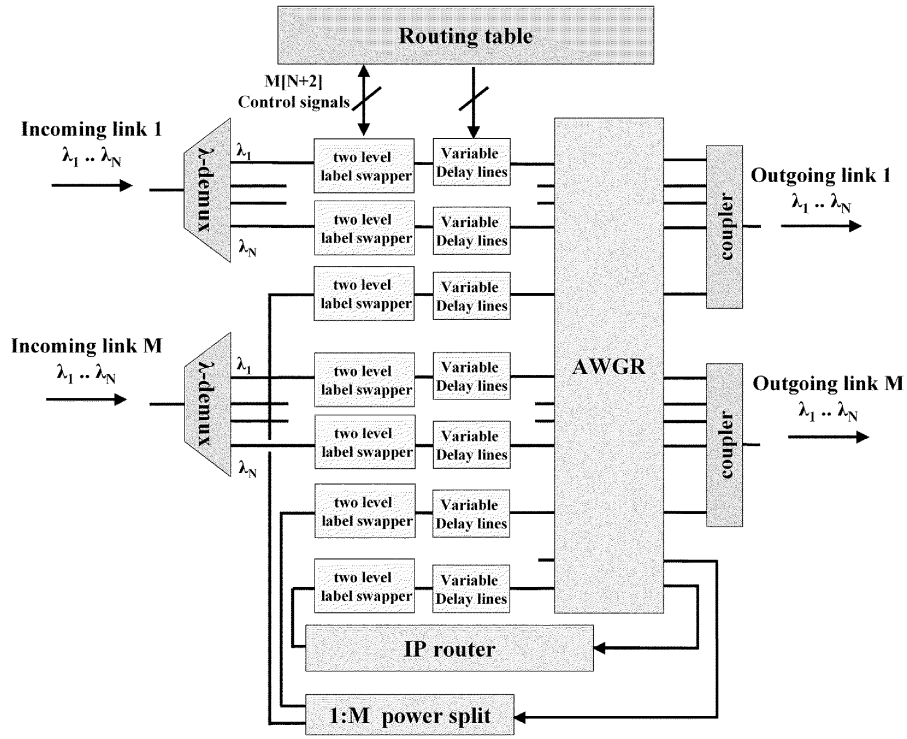 Routing table
M[N+2]
Control signals
Incoming link 1
λ1 .. λN
λ-demux
λ1
λN
two level
label swapper
Variable
Delay lines
two level
label swapper
Variable
Delay lines
two level
label swapper
Variable
Delay lines
AWGR
coupler
Outgoing link 1
λ1 .. λN
Incoming link M
λ1 .. λN
λ-demux
λ1
λN
two level
label swapper
Variable
Delay lines
two level
label swapper
Variable
Delay lines
two level
label swapper
Variable
Delay lines
two level
label swapper
Variable
Delay lines
coupler
Outgoing link M
λ1 .. λN
IP router
1:M power split